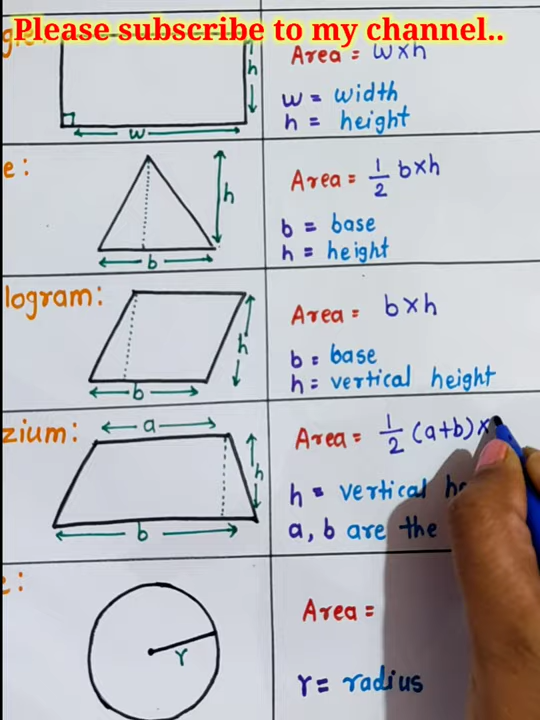 Please subscribe to my channel..
Area = w×h
h
w = width
h = height
w
e:
Area = 1/2 b×h
h
b = base
h = height
b
logram:
Area = b×h
h
b = base
h = vertical height
b
zium:
a
Area = 1/2 (a+b)×
h
h = vertical he
a, b are the
b
e:
Area =
r
r = radius